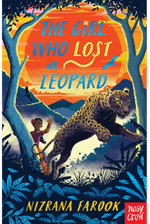 THE GIRL
WHO LOST
a
LEOPARD
NIZRANA FAROOK
nosy
crow